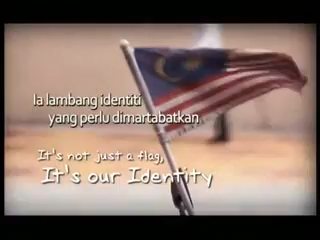 Ia lambang identiti
yang perlu dimartabatkan
It's not just a flag,
It's our Identity